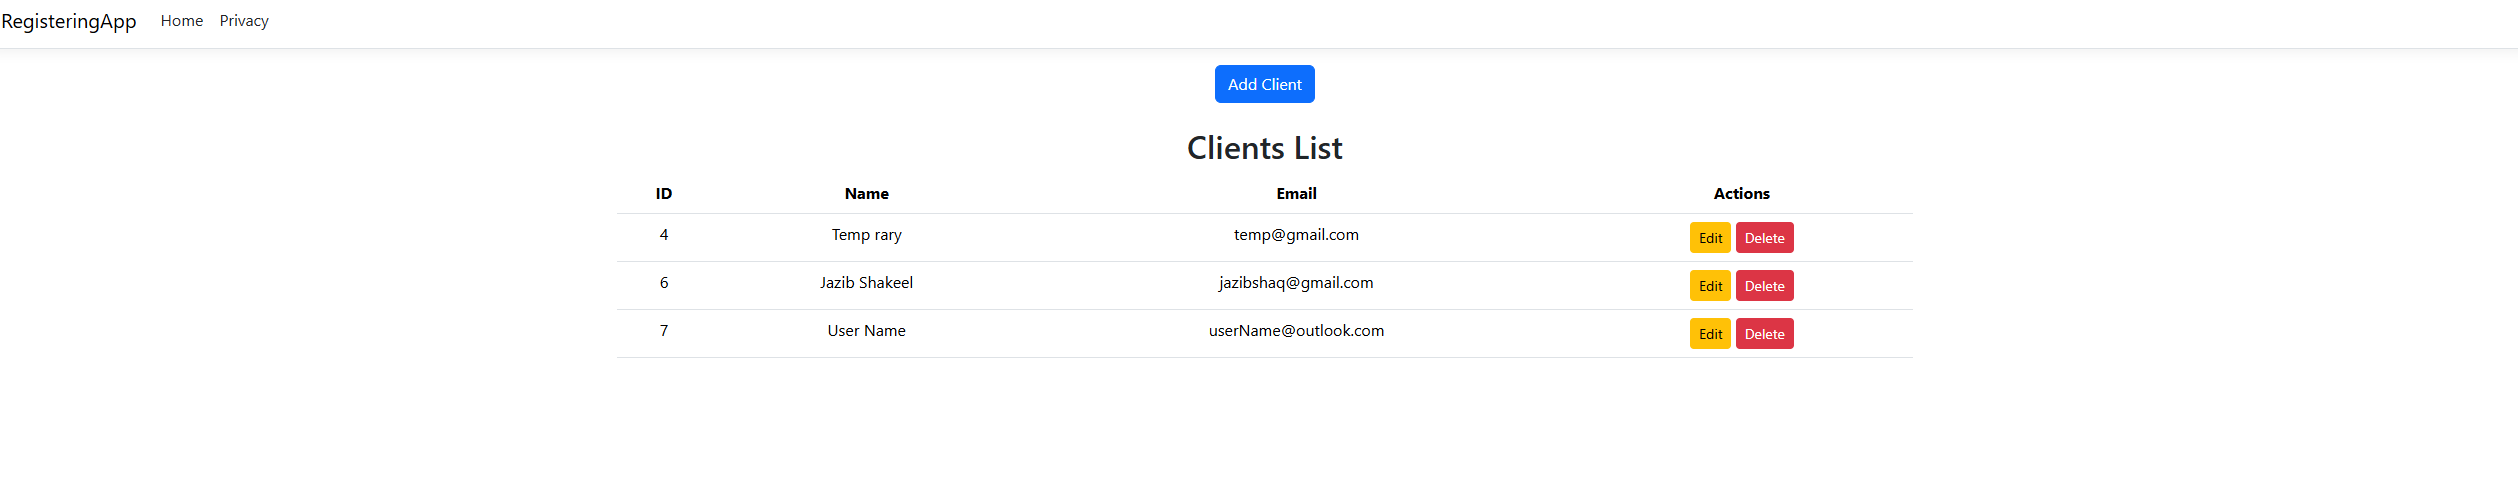 RegisteringApp Home Privacy
Add Client
Clients List
ID Name Email Actions
4 Temp rary temp@gmail.com Edit Delete
6 Jazib Shakeel jazibshaq@gmail.com Edit Delete
7 User Name userName@outlook.com Edit Delete